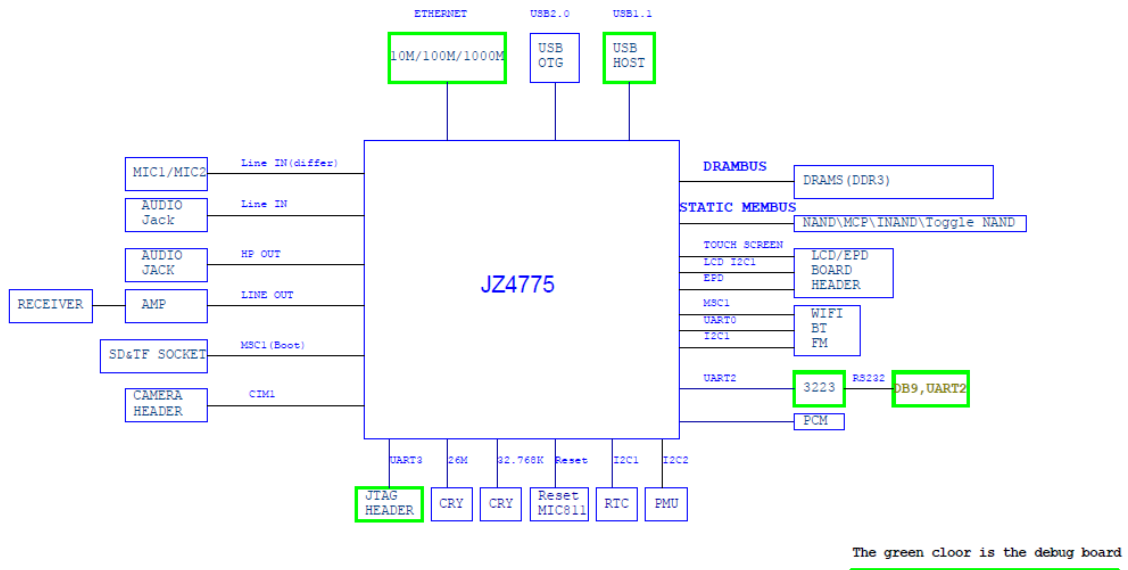 ETHERNET
USB2.0
USB1.1
10M/100M/1000M
USB
OTG
USB
HOST
MIC1/MIC2
Line IN(differ)
AUDIO
Jack
Line IN
AUDIO
JACK
HP OUT
RECEIVER
AMP
LINE OUT
SD&TF SOCKET
MSC1(Boot)
CAMERA
HEADER
CIM1
JZ4775
DRAMBUS
DRAMS(DDR3)
STATIC MEMBUS
NAND\MCP\INAND\Toggle NAND
TOUCH SCREEN
LCD I2C1
EPD
LCD/EPD
BOARD
HEADER
MSC1
UART0
I2C1
WIFI
BT
FM
UART2
3223
RS232
DB9,UART2
PCM
UART3
26M
32.768K
Reset
I2C1
I2C2
JTAG
HEADER
CRY
CRY
Reset
MIC811
RTC
PMU
The green cloor is the debug board